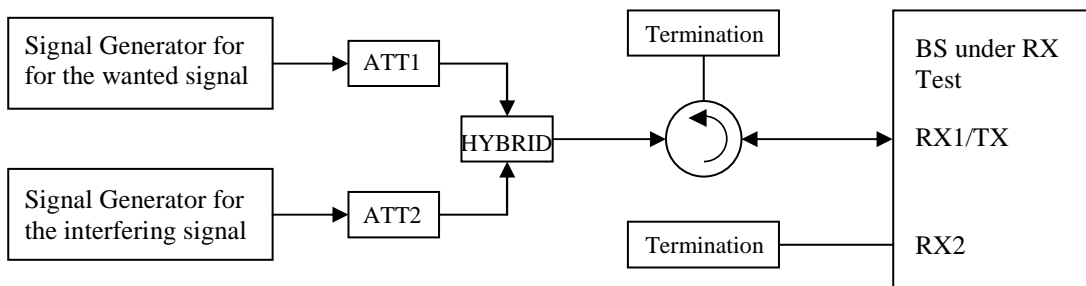 Signal Generator for
for the wanted signal
ATT1
HYBRID
Signal Generator for
the interfering signal
ATT2
Termination
Termination
BS under RX
Test
RX1/TX
RX2